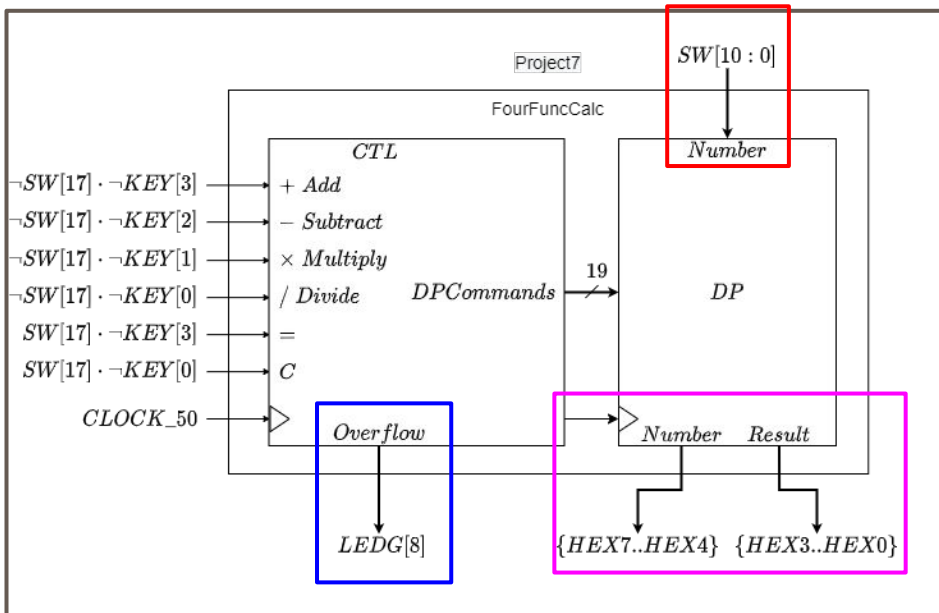 SW[10 : 0]
Project7
FourFuncCalc
CTL
Number
¬SW[17] · ¬KEY[3]
+ Add
¬SW[17] · ¬KEY[2]
− Subtract
¬SW[17] · ¬KEY[1]
× Multiply
¬SW[17] · ¬KEY[0]
/ Divide
DPCommands
19
DP
SW[17] · ¬KEY[3]
=
SW[17] · ¬KEY[0]
C
CLOCK_50
Overflow
Number
Result
LEDG[8]
{HEX7..HEX4}
{HEX3..HEX0}